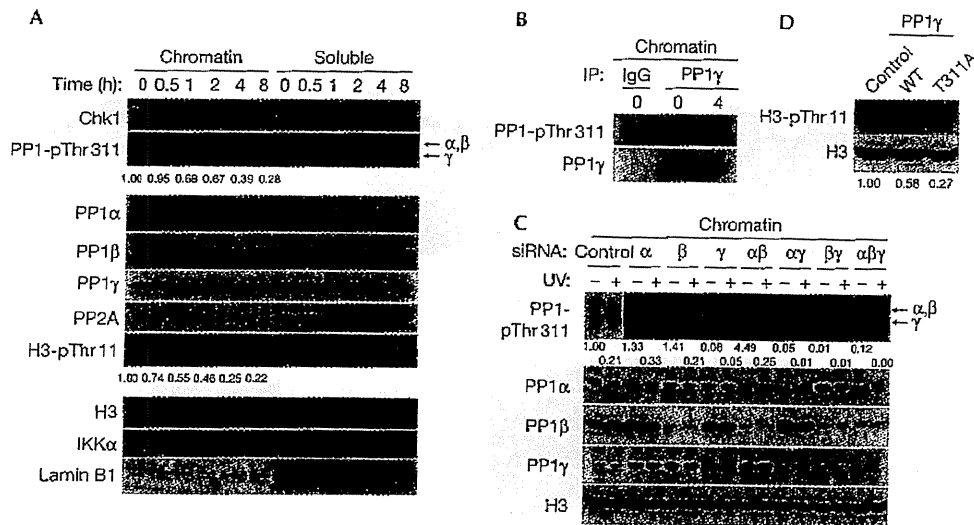 A
Chromatin Soluble
Time (h): 0 0.5 1 2 4 8 0 0.5 1 2 4 8
Chk1
PP1-pThr311
α,β
γ
1.00 0.95 0.68 0.67 0.39 0.28
PP1α
PP1β
PP1γ
PP2A
H3-pThr11
1.00 0.74 0.55 0.46 0.25 0.22
H3
IKKα
Lamin B1
B
Chromatin
IP: IgG PP1γ
0 0 4
PP1-pThr311
PP1γ
D
PP1γ
Control WT T311A
H3-pThr11
H3
1.00 0.58 0.27
C
Chromatin
siRNA: Control α β γ αβ αγ βγ αβγ
UV: − + − + − + − + − + − + − + − +
PP1-
pThr311
α,β
γ
1.00 1.33 1.41 0.08 4.49 0.05 0.01 0.12
0.21 0.33 0.21 0.05 0.25 0.01 0.01 0.00
PP1α
PP1β
PP1γ
H3